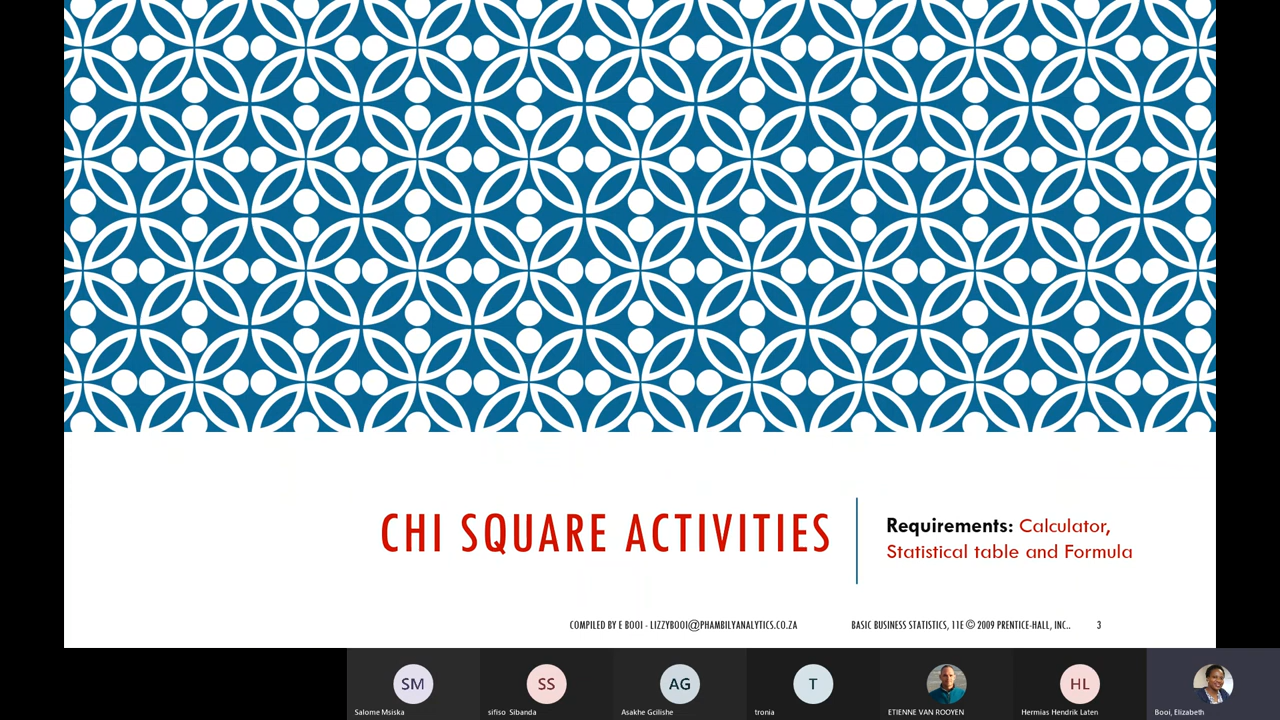 CHI SQUARE ACTIVITIES
Requirements: Calculator,
Statistical table and Formula
COMPILED BY E BOOI - LIZZYBOOI@PHAMBILYANALYTICS.CO.ZA
BASIC BUSINESS STATISTICS, 11E © 2009 PRENTICE-HALL, INC..
3
SM
SS
AG
T
HL
Salome Msiska
sifiso Sibanda
Asakhe Gcilishe
tronia
ETIENNE VAN ROOYEN
Hermias Hendrik Laten
Booi, Elizabeth